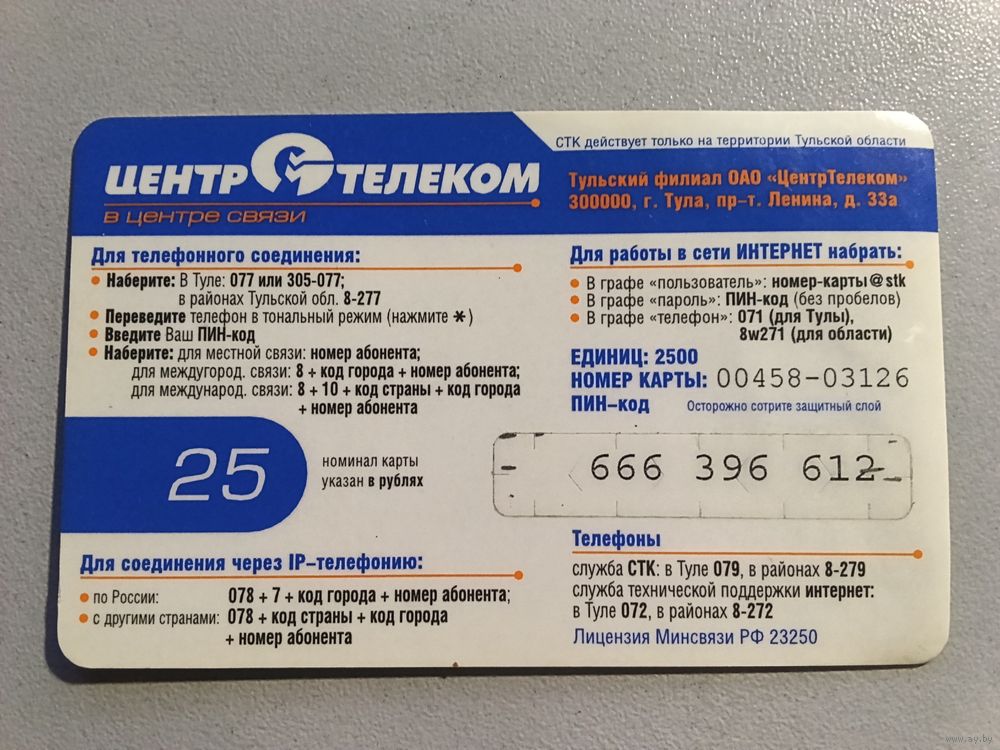 СТК действует только на территории Тульской области
ЦЕНТР ТЕЛЕКОМ
в центре связи
Тульский филиал ОАО «ЦентрТелеком»
300000, г. Тула, пр-т. Ленина, д. 33а
Для телефонного соединения:
Наберите: В Туле: 077 или 305-077;
в районах Тульской обл. 8-277
Переведите телефон в тональный режим (нажмите *)
Введите Ваш ПИН-код
Наберите: для местной связи: номер абонента;
для междугород. связи: 8 + код города + номер абонента;
для международ. связи: 8 + 10 + код страны + код города
+ номер абонента
25
номинал карты
указан в рублях
Для соединения через IP-телефонию:
по России: 078 + 7 + код города + номер абонента;
с другими странами: 078 + код страны + код города
+ номер абонента
Для работы в сети ИНТЕРНЕТ набрать:
В графе «пользователь»: номер-карты@stk
В графе «пароль»: ПИН-код (без пробелов)
В графе «телефон»: 071 (для Тулы),
8w271 (для области)
ЕДИНИЦ: 2500
НОМЕР КАРТЫ: 00458-03126
ПИН-код Осторожно сотрите защитный слой
666 396 612
Телефоны
служба СТК: в Туле 079, в районах 8-279
служба технической поддержки интернет:
в Туле 072, в районах 8-272
Лицензия Минсвязи РФ 23250
www.ay.by